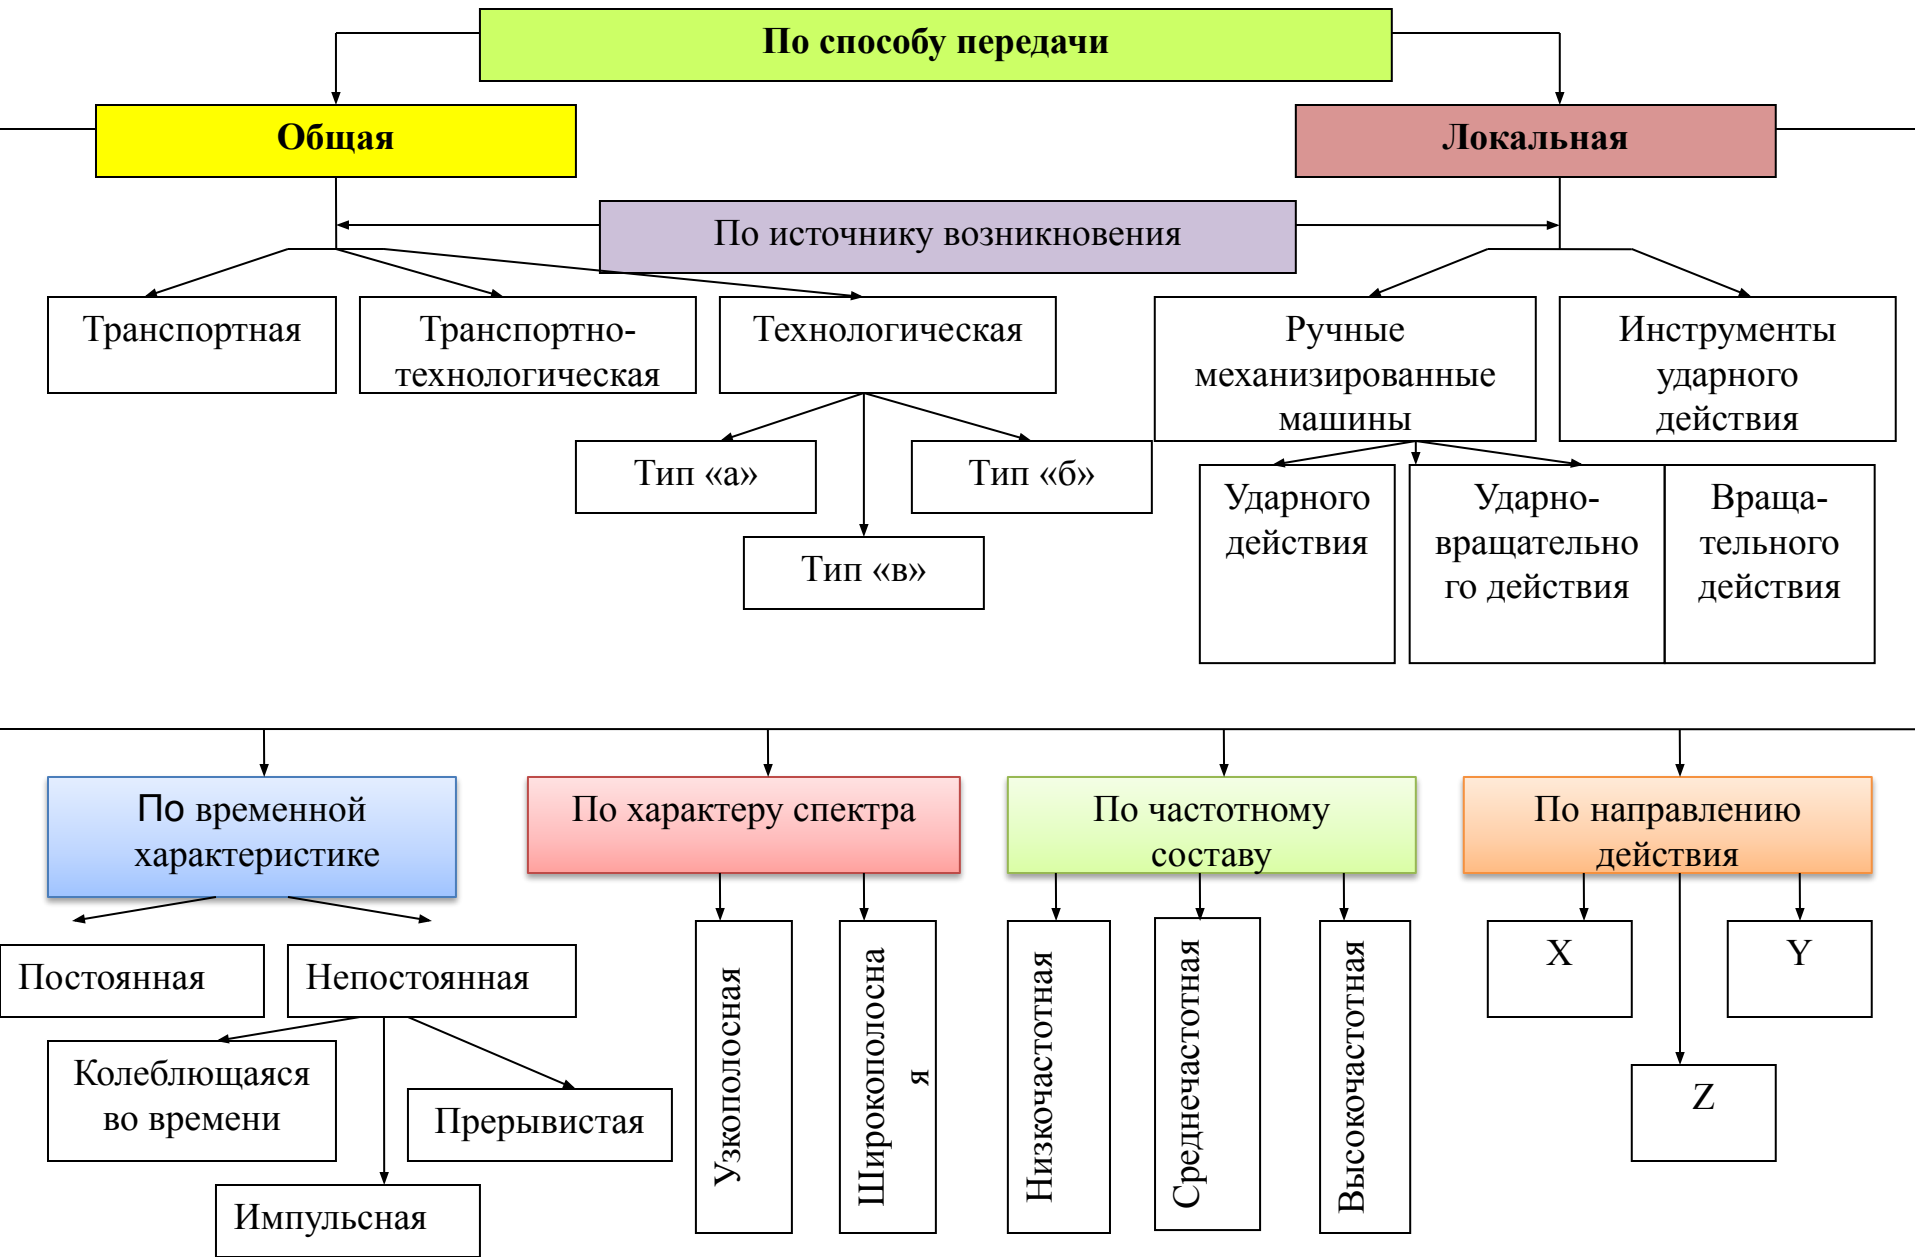 По способу передачи
Общая
Локальная
По источнику возникновения
Транспортная
Транспортно-
технологическая
Технологическая
Ручные
механизированные
машины
Инструменты
ударного
действия
Тип «а»
Тип «б»
Тип «в»
Ударного
действия
Ударно-
вращательно
го действия
Враща-
тельного
действия
По временной
характеристике
По характеру спектра
По частотному
составу
По направлению
действия
Постоянная
Непостоянная
Колеблющаяся
во времени
Прерывистая
Импульсная
Узкополосная
Широкополосна
я
Низкочастотная
Среднечастотная
Высокочастотная
X
Y
Z